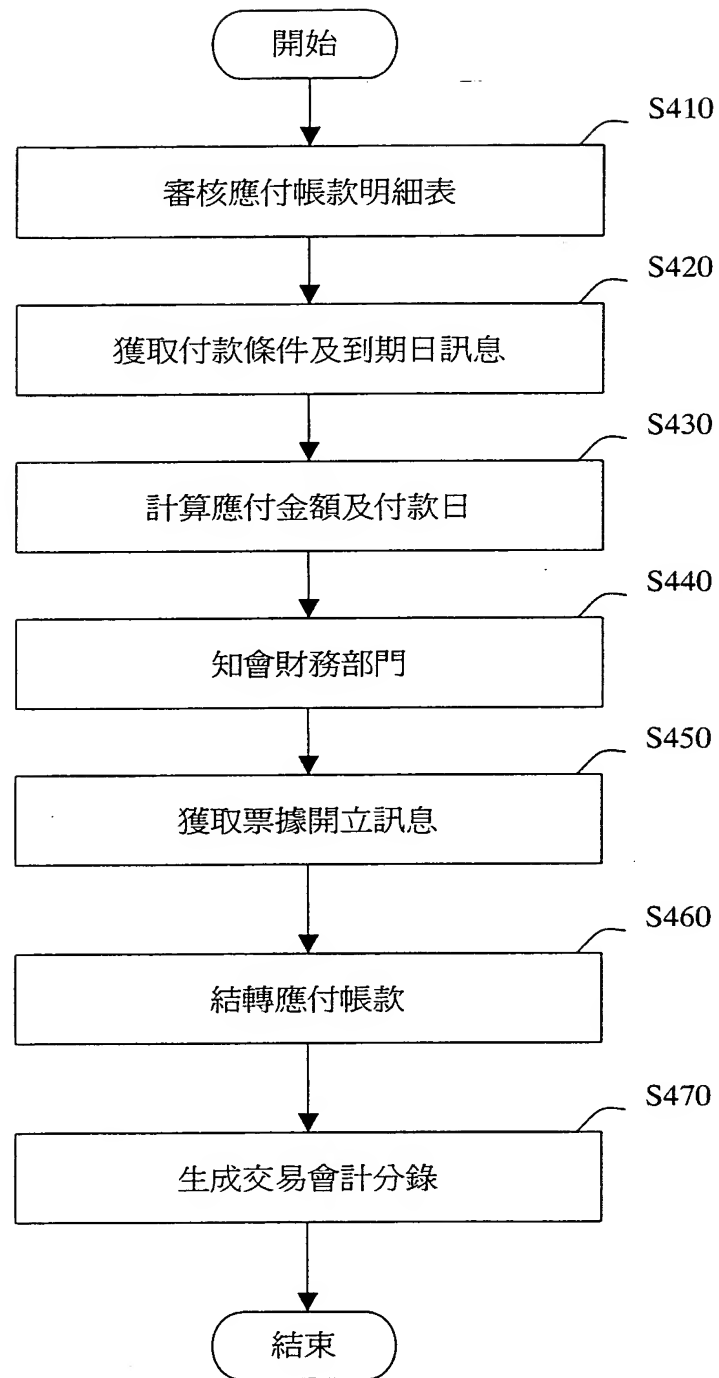 開始
S410
審核應付帳款明細表
S420
獲取付款條件及到期日訊息
S430
計算應付金額及付款日
S440
知會財務部門
S450
獲取票據開立訊息
S460
結轉應付帳款
S470
生成交易會計分錄
結束